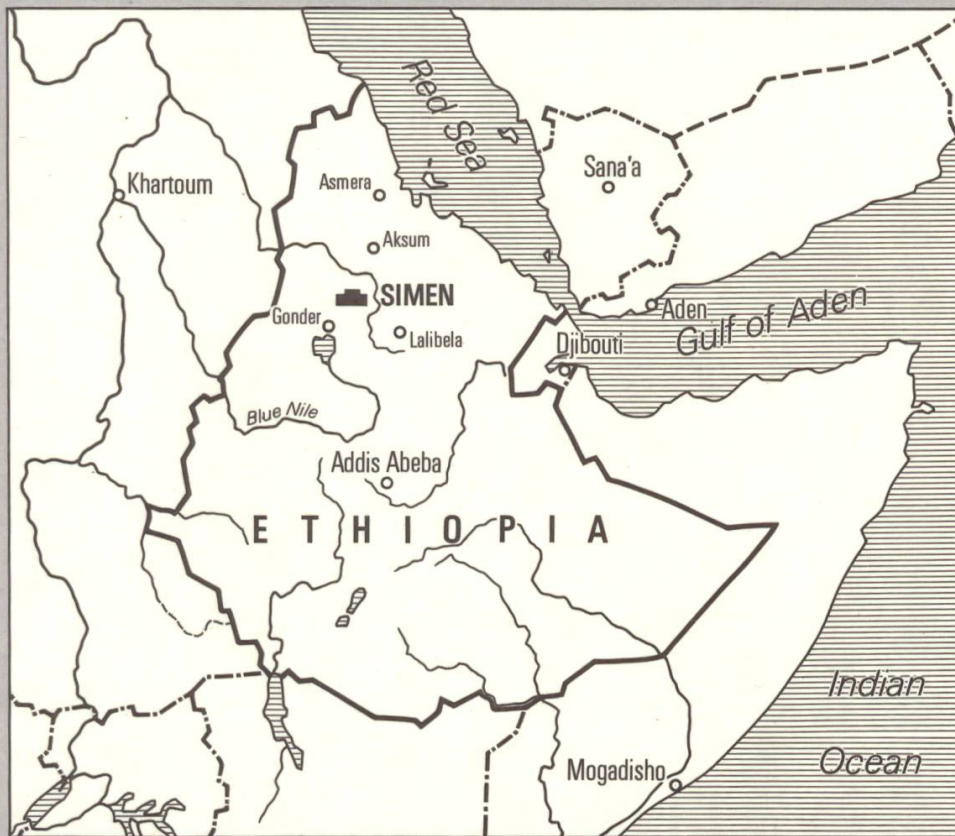 Red Sea
Sana'a
Khartoum
Asmera
Aksum
SIMEN
Aden
Gulf of Aden
Gonder
Lalibela
Djibouti
Blue Nile
Addis Abeba
ETHIOPIA
Indian
Ocean
Mogadisho